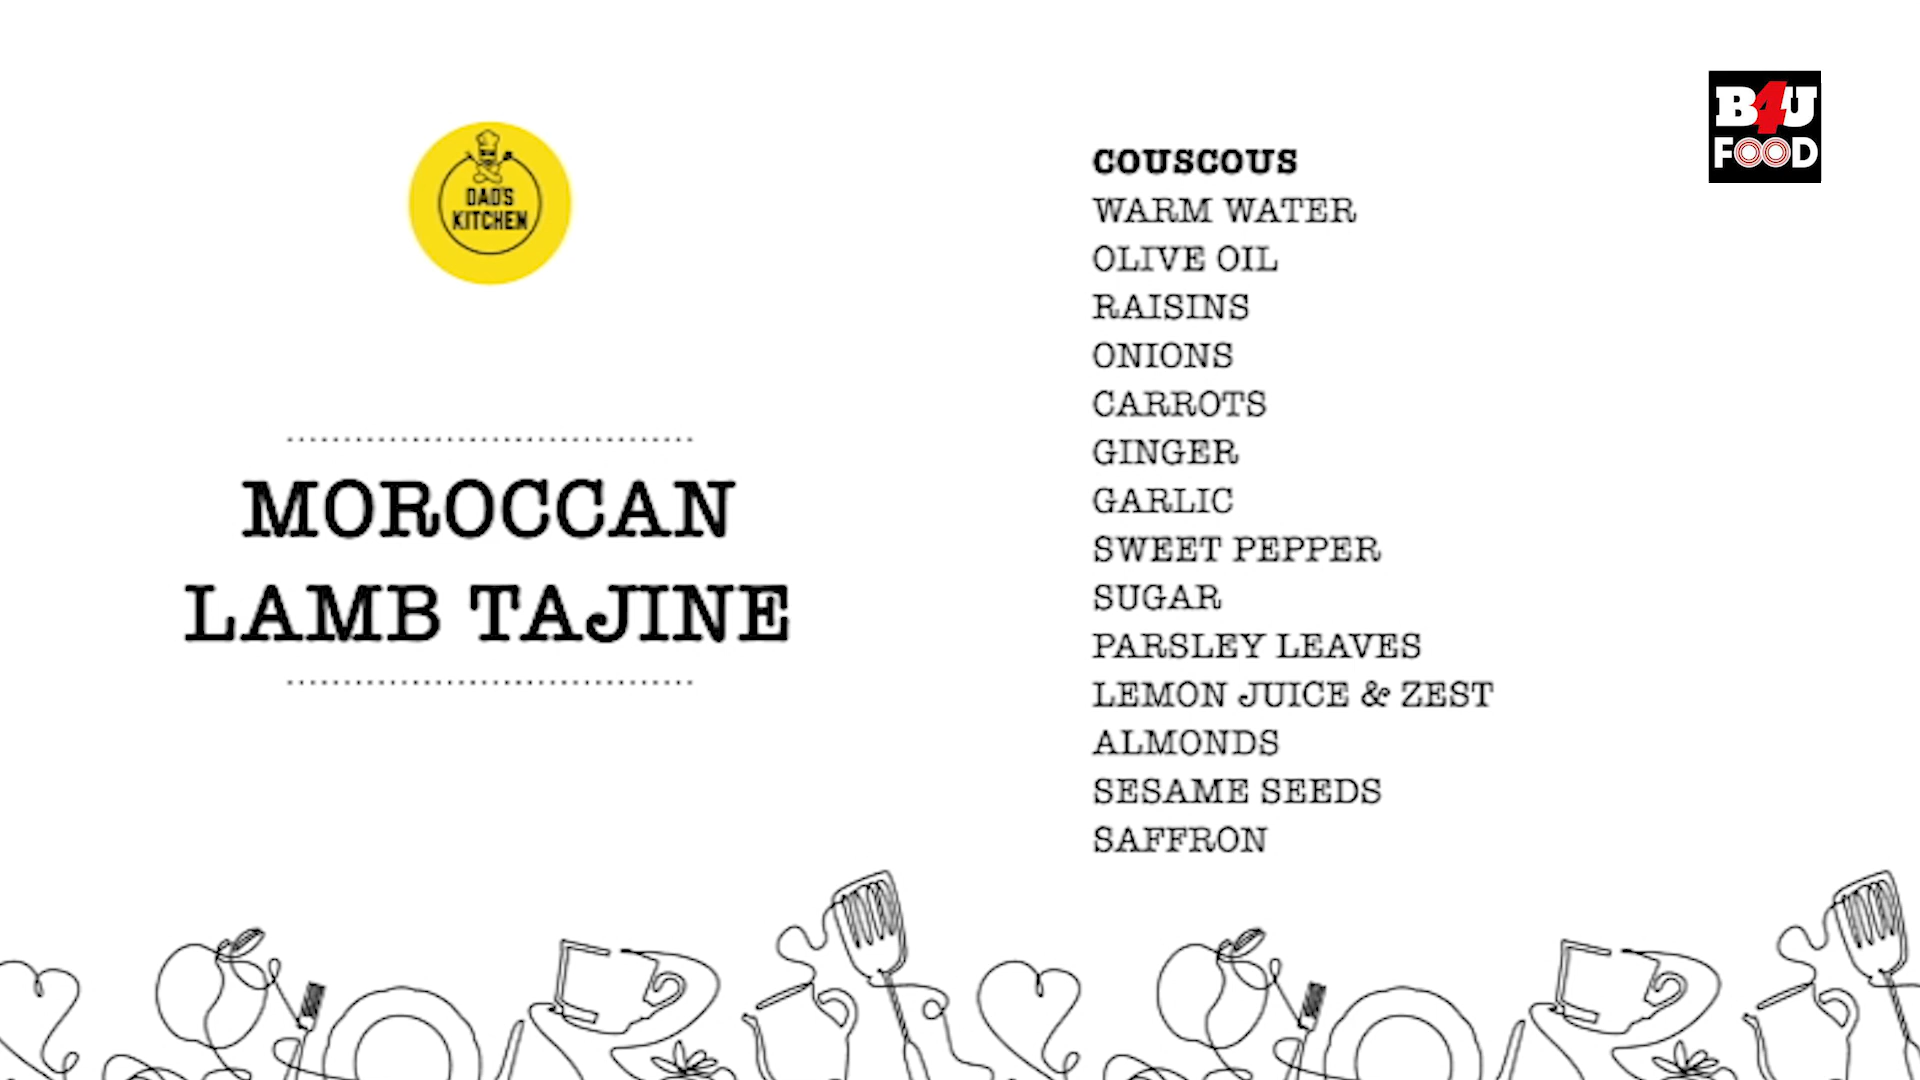 DAD'S
KITCHEN
MOROCCAN
LAMB TAJINE
COUSCOUS
WARM WATER
OLIVE OIL
RAISINS
ONIONS
CARROTS
GINGER
GARLIC
SWEET PEPPER
SUGAR
PARSLEY LEAVES
LEMON JUICE & ZEST
ALMONDS
SESAME SEEDS
SAFFRON
B4U
FOOD